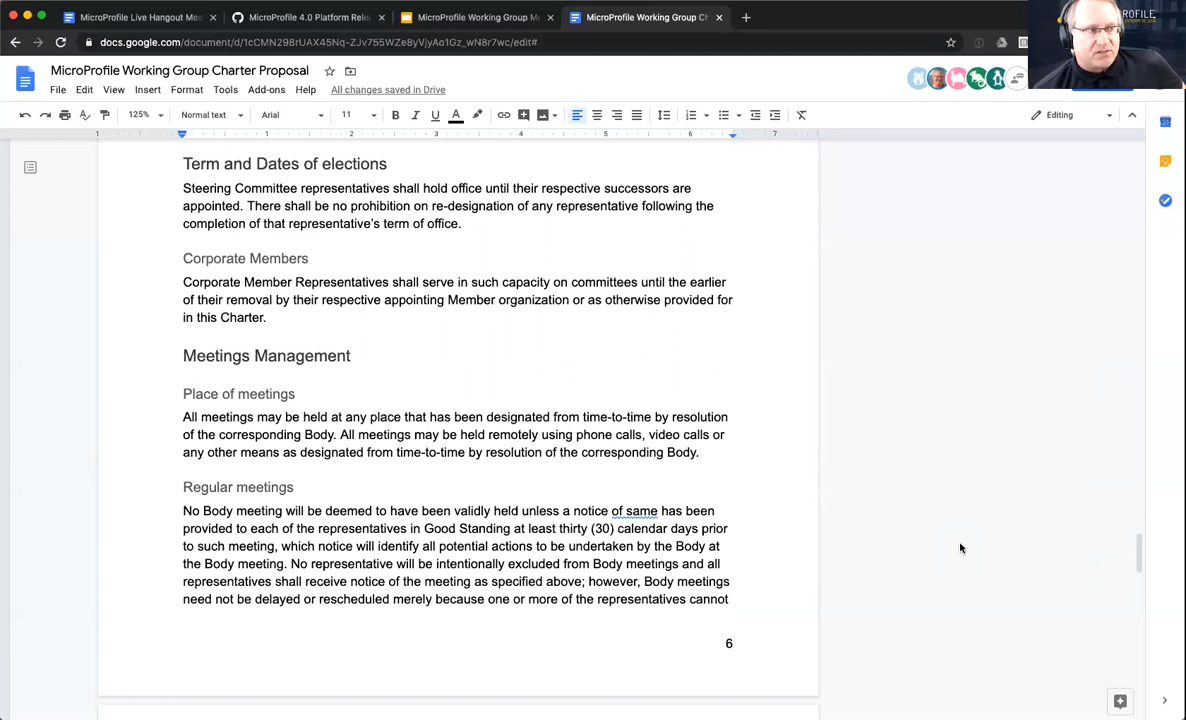 MicroProfile Live Hangout Mee
MicroProfile 4.0 Platform Rele
MicroProfile Working Group M
MicroProfile Working Group Ch
docs.google.com/document/d/1cCMN298rUAX45Nq-ZJv755WZe8yVjyAo1Gz_wN8r7wc/edit#
MicroProfile Working Group Charter Proposal
File Edit View Insert Format Tools Add-ons Help All changes saved in Drive
125% Normal text Arial 11 Editing
1 1 2 3 4 5 6 7
Term and Dates of elections
Steering Committee representatives shall hold office until their respective successors are
appointed. There shall be no prohibition on re-designation of any representative following the
completion of that representative's term of office.
Corporate Members
Corporate Member Representatives shall serve in such capacity on committees until the earlier
of their removal by their respective appointing Member organization or as otherwise provided for
in this Charter.
Meetings Management
Place of meetings
All meetings may be held at any place that has been designated from time-to-time by resolution
of the corresponding Body. All meetings may be held remotely using phone calls, video calls or
any other means as designated from time-to-time by resolution of the corresponding Body.
Regular meetings
No Body meeting will be deemed to have been validly held unless a notice of same has been
provided to each of the representatives in Good Standing at least thirty (30) calendar days prior
to such meeting, which notice will identify all potential actions to be undertaken by the Body at
the Body meeting. No representative will be intentionally excluded from Body meetings and all
representatives shall receive notice of the meeting as specified above; however, Body meetings
need not be delayed or rescheduled merely because one or more of the representatives cannot
6